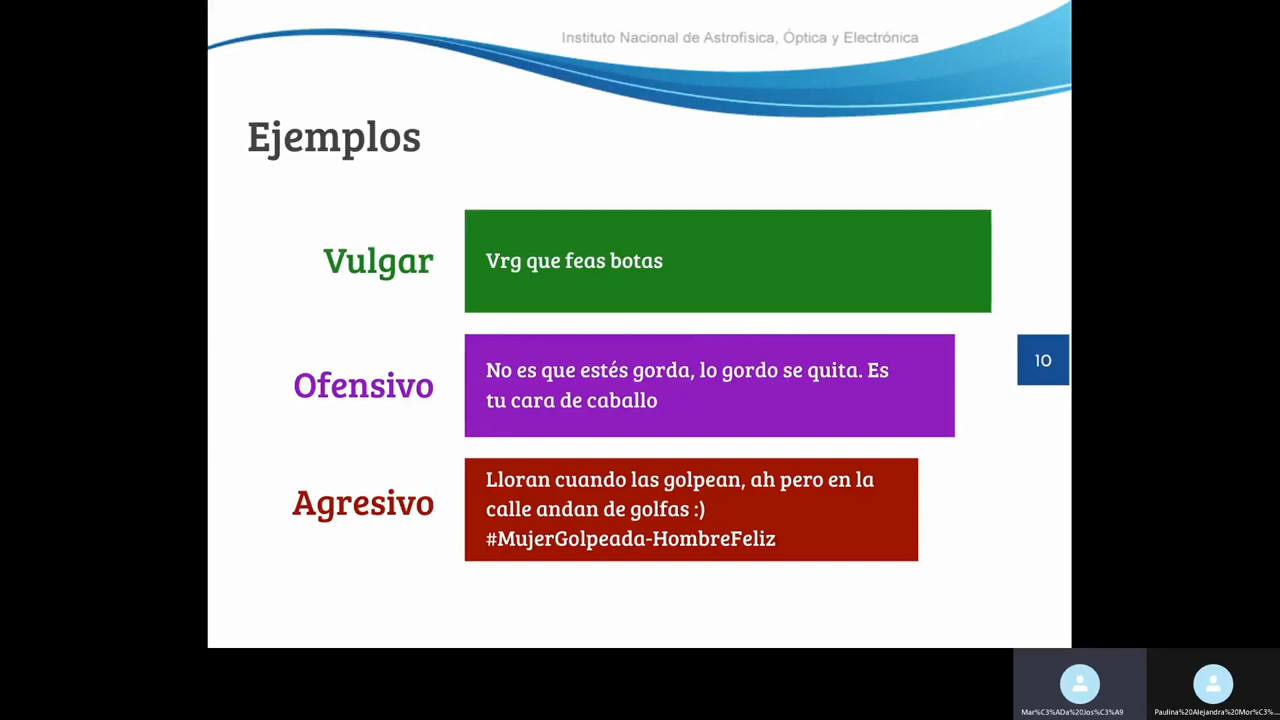 Instituto Nacional de Astrofísica, Óptica y Electrónica
Ejemplos
Vulgar
Vrg que feas botas
Ofensivo
No es que estés gorda, lo gordo se quita. Es
tu cara de caballo
10
Agresivo
Lloran cuando las golpean, ah pero en la
calle andan de golfas :)
#MujerGolpeada-HombreFeliz
Mar%C3%ADa%20Jos%C3%A9
Paulina%20Alejandra%20Mor%C3%...